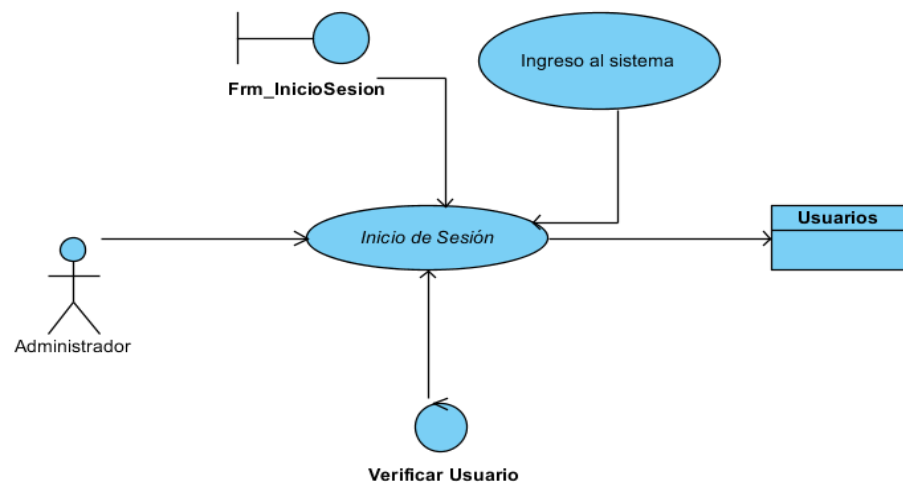 Ingreso al sistema
Frm_InicioSesion
Usuarios
Inicio de Sesión
Administrador
Verificar Usuario